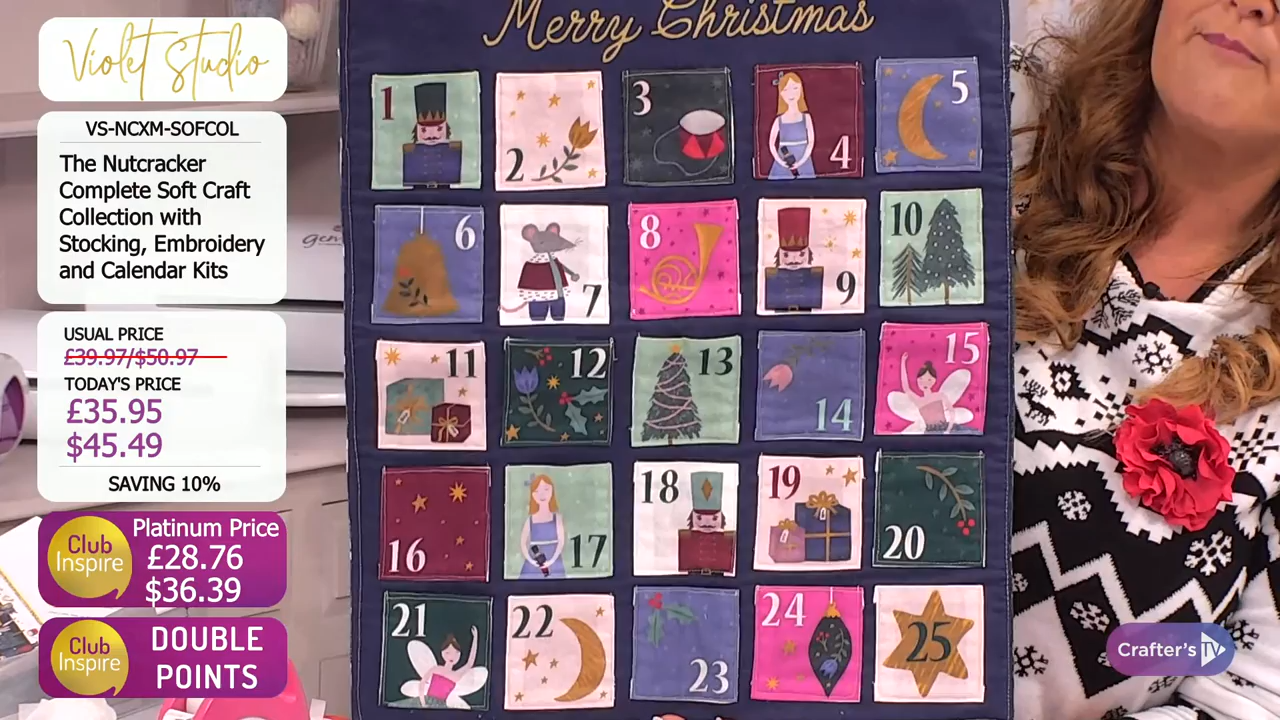 Violet Studio
VS-NCXM-SOFCOL
The Nutcracker
Complete Soft Craft
Collection with
Stocking, Embroidery
and Calendar Kits
USUAL PRICE
£39.97/$50.97
TODAY'S PRICE
£35.95
$45.49
SAVING 10%
Club
Inspire
Platinum Price
£28.76
$36.39
Club
Inspire
DOUBLE
POINTS
Merry Christmas
1 2 3 4 5
6 7 8 9 10
11 12 13 14 15
16 17 18 19 20
21 22 23 24 25
Crafter's TV